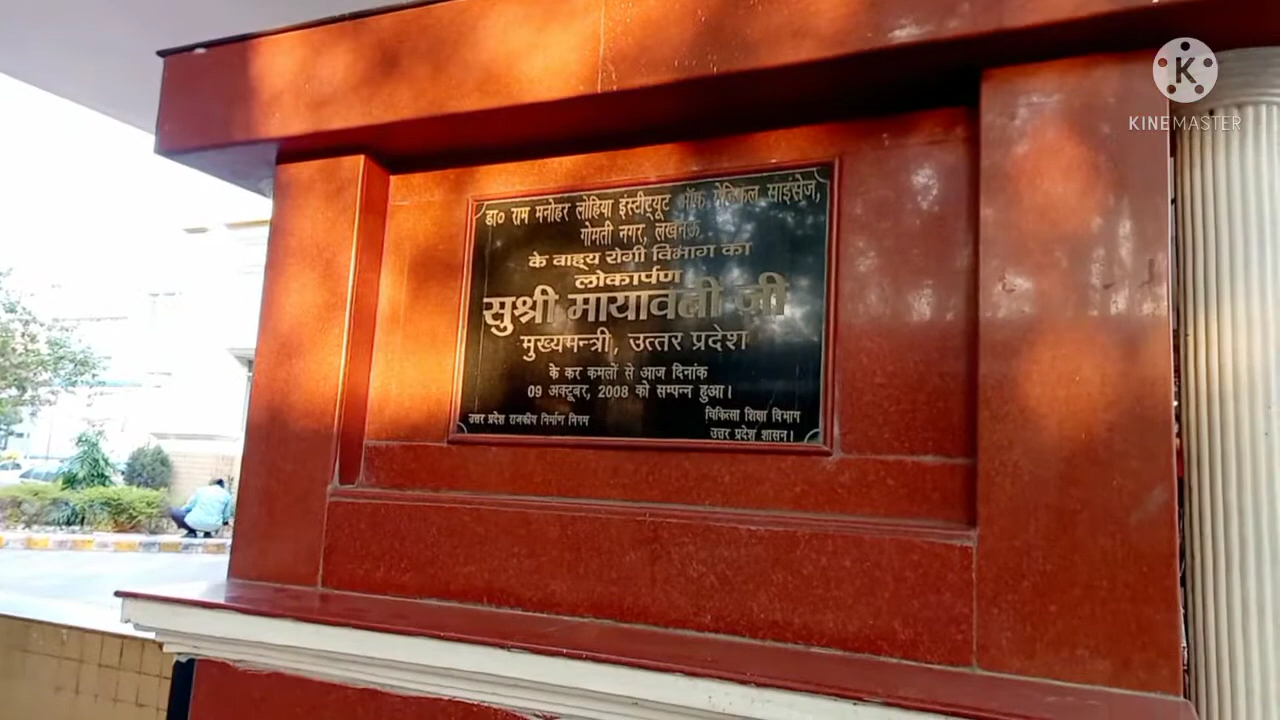 डा० राम मनोहर लोहिया इंस्टीट्यूट ऑफ मेडिकल साइंसेज,
गोमती नगर, लखनऊ
के वाह्य रोगी विभाग का
लोकार्पण
सुश्री मायावती जी
मुख्यमन्त्री, उत्तर प्रदेश
के कर कमलों से आज दिनांक
09 अक्टूबर, 2008 को सम्पन्न हुआ।
उत्तर प्रदेश राजकीय निर्माण निगम
चिकित्सा शिक्षा विभाग
उत्तर प्रदेश शासन।
K
KINEMASTER